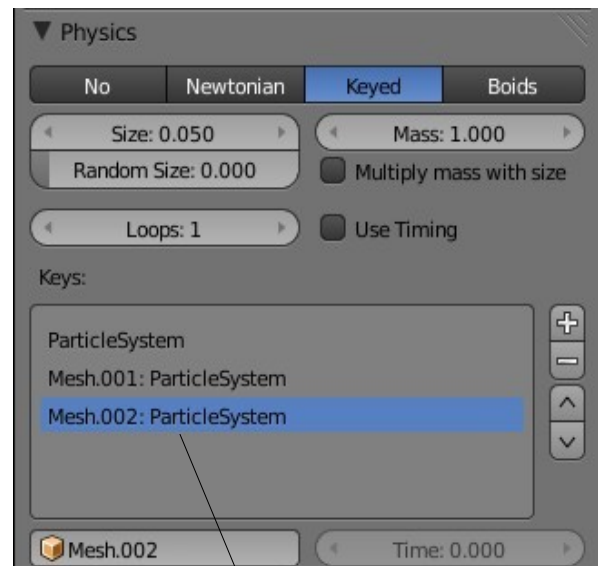 Physics
No Newtonian Keyed Boids
Size: 0.050 Mass: 1.000
Random Size: 0.000 Multiply mass with size
Loops: 1 Use Timing
Keys:
ParticleSystem
Mesh.001: ParticleSystem
Mesh.002: ParticleSystem
Mesh.002 Time: 0.000